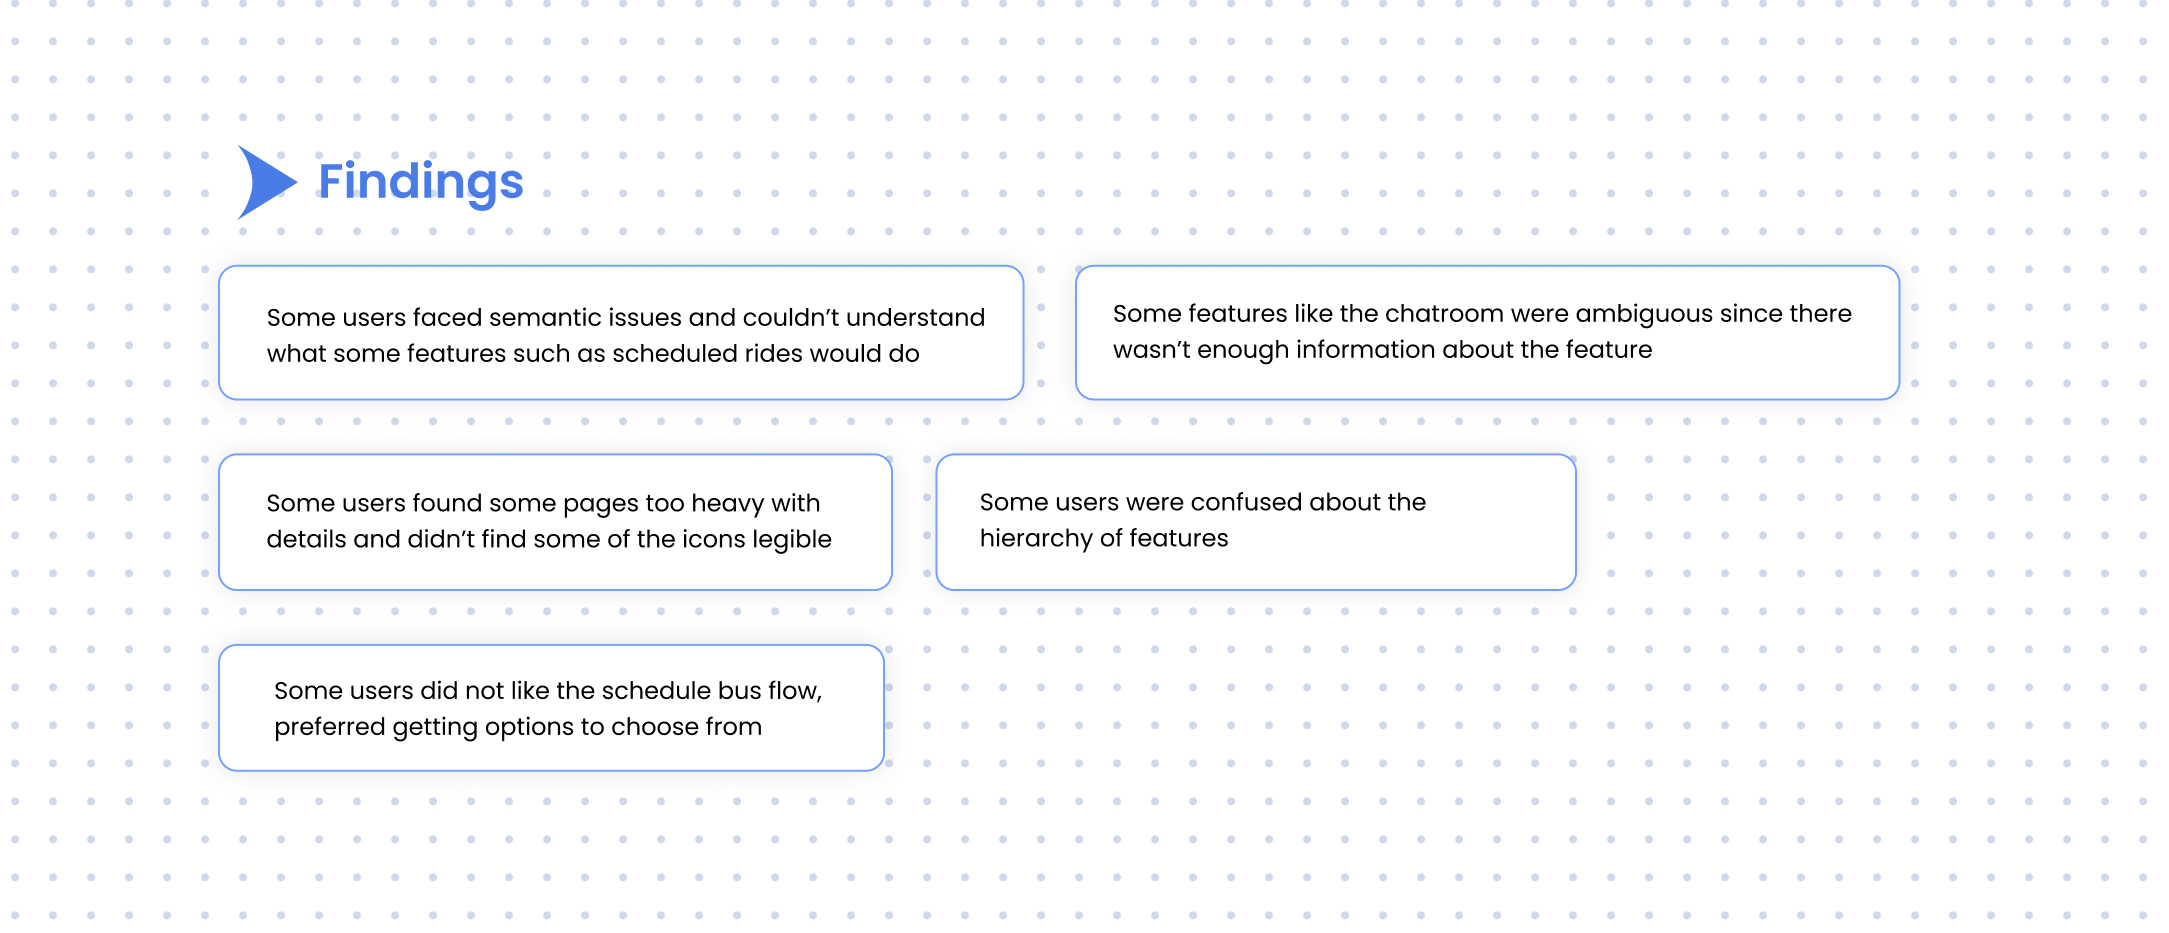 Findings
Some users faced semantic issues and couldn’t understand
what some features such as scheduled rides would do
Some features like the chatroom were ambiguous since there
wasn’t enough information about the feature
Some users found some pages too heavy with
details and didn’t find some of the icons legible
Some users were confused about the
hierarchy of features
Some users did not like the schedule bus flow,
preferred getting options to choose from